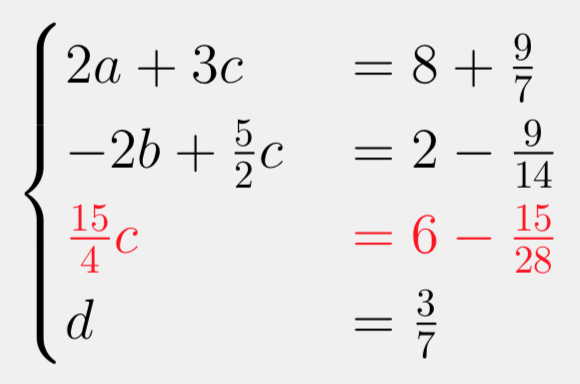 2a + 3c = 8 + 9/7
−2b + 5/2 c = 2 − 9/14
15/4 c = 6 − 15/28
d = 3/7